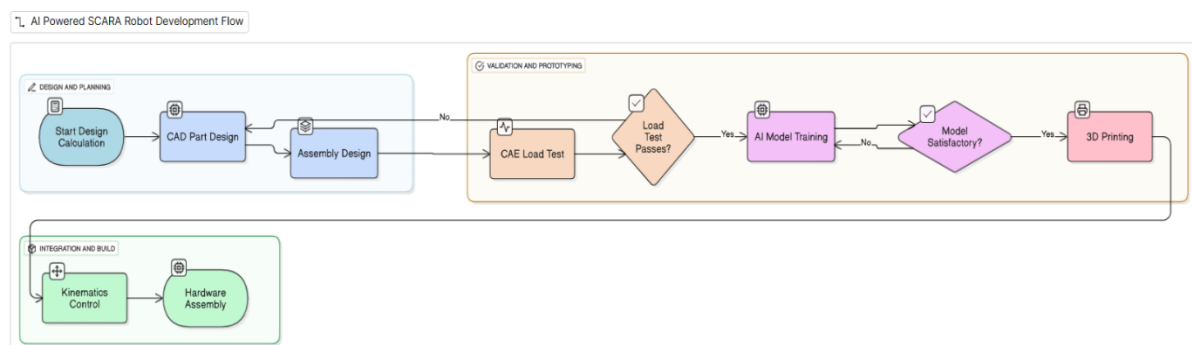 AI Powered SCARA Robot Development Flow
VALIDATION AND PROTOTYPING
DESIGN AND PLANNING
Start Design
Calculation
CAD Part Design
Assembly Design
No
CAE Load Test
Load
Test
Passes?
Yes
AI Model Training
No
Model
Satisfactory?
Yes
3D Printing
INTEGRATION AND BUILD
Kinematics
Control
Hardware
Assembly